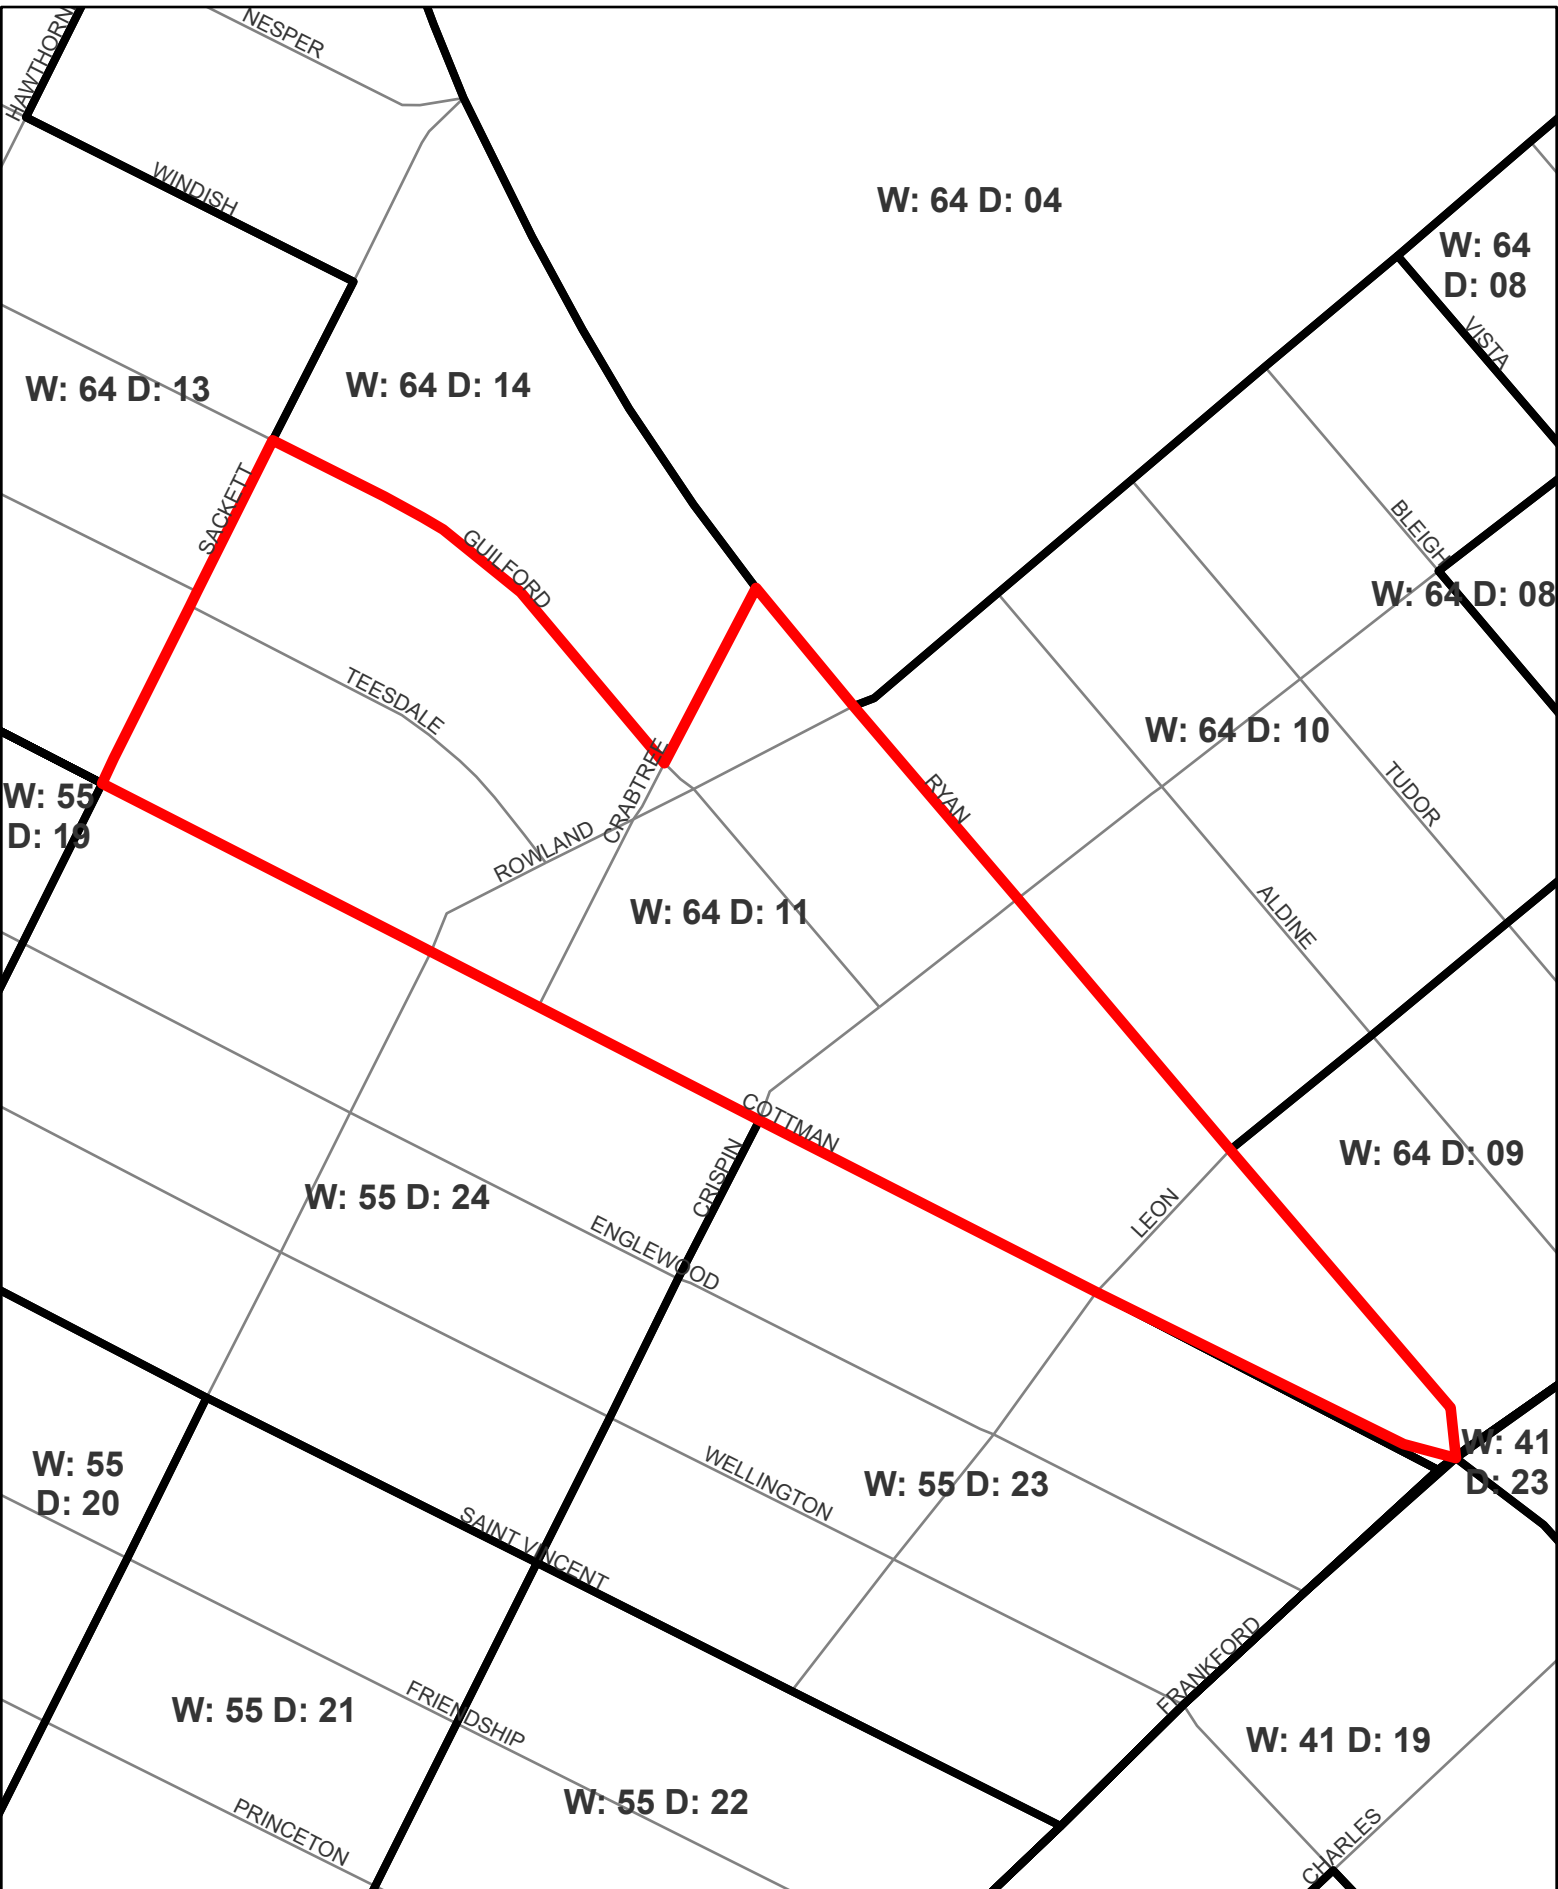 HAWTHORN
NESPER
WINDISH
W: 64 D: 04
W: 64
D: 08
VISTA
W: 64 D: 13
W: 64 D: 14
SACKETT
GUILFORD
BLEIGH
W: 64 D: 08
TEESDALE
W: 64 D: 10
W: 55
D: 19
CRABTREE
ROWLAND
RYAN
TUDOR
W: 64 D: 11
ALDINE
COTTMAN
CRISPIN
W: 64 D: 09
W: 55 D: 24
LEON
ENGLEWOOD
W: 41
D: 23
W: 55
D: 20
WELLINGTON
W: 55 D: 23
SAINT VINCENT
FRANKFORD
W: 55 D: 21
FRIENDSHIP
W: 41 D: 19
W: 55 D: 22
PRINCETON
CHARLES